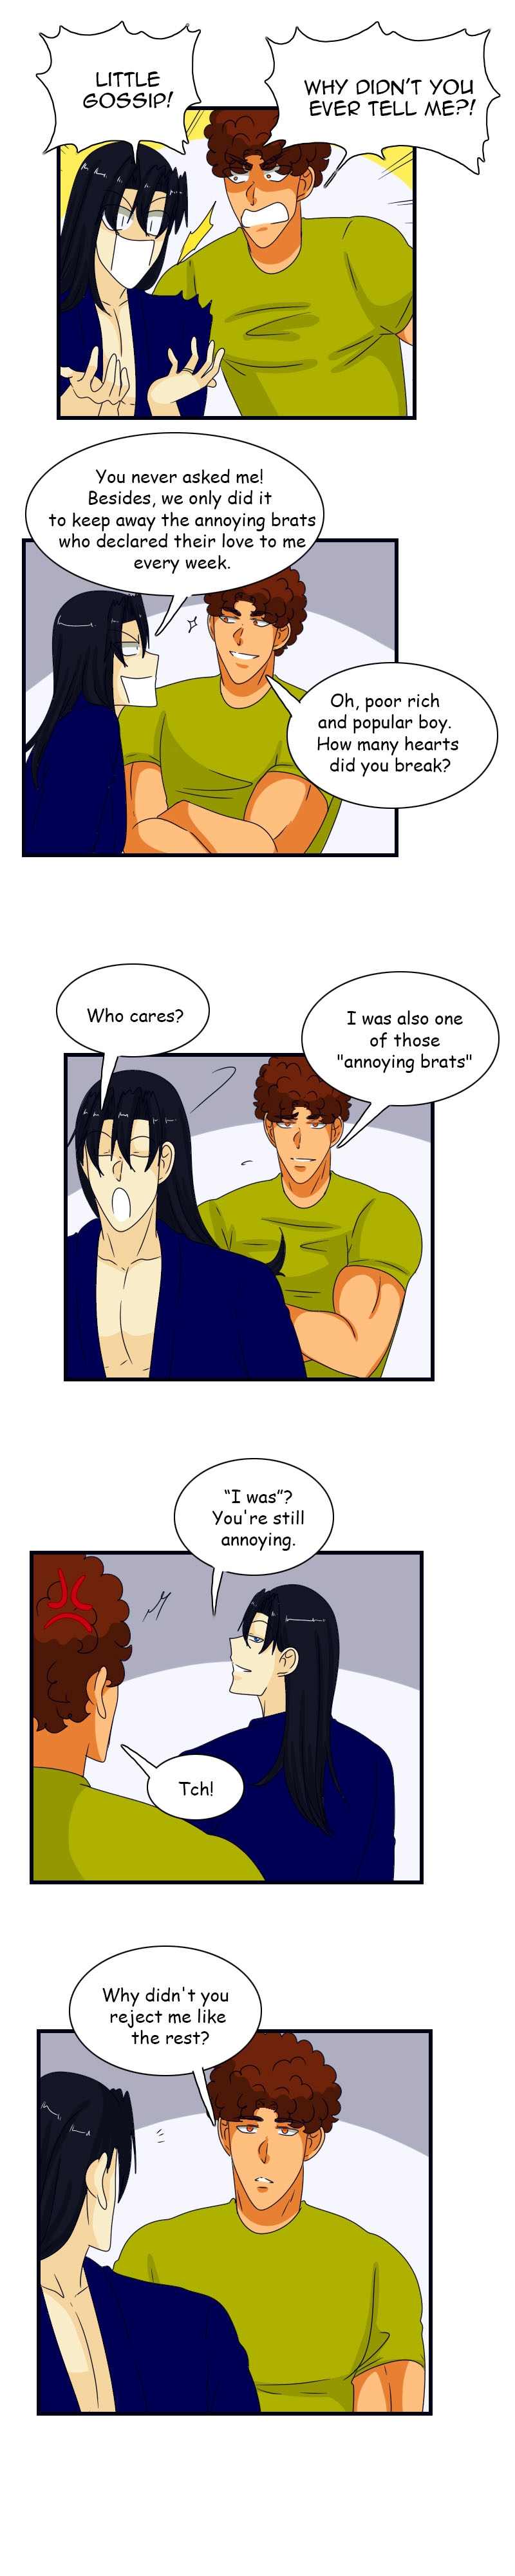 LITTLE
GOSSIP!
WHY DIDN'T YOU
EVER TELL ME?!
You never asked me!
Besides, we only did it
to keep away the annoying brats
who declared their love to me
every week.
Oh, poor rich
and popular boy.
How many hearts
did you break?
Who cares?
I was also one
of those
"annoying brats"
“I was”?
You're still
annoying.
Tch!
Why didn't you
reject me like
the rest?